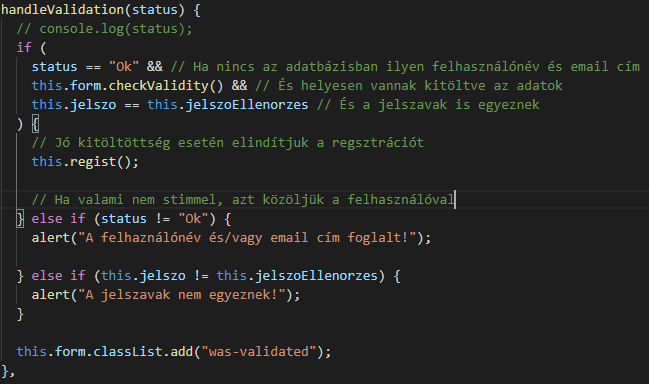 handleValidation(status) {
// console.log(status);
if (
status == "Ok" && // Ha nincs az adatbázisban ilyen felhasználónév és email cím
this.form.checkValidity() && // És helyesen vannak kitöltve az adatok
this.jelszo == this.jelszoEllenorzes // És a jelszavak is egyeznek
) {
// Jó kitöltöttség esetén elindítjuk a regsztrációt
this.regist();
// Ha valami nem stimmel, azt közöljük a felhasználóval
} else if (status != "Ok") {
alert("A felhaználónév és/vagy email cím foglalt!");
} else if (this.jelszo != this.jelszoEllenorzes) {
alert("A jelszavak nem egyeznek!");
}
this.form.classList.add("was-validated");
},